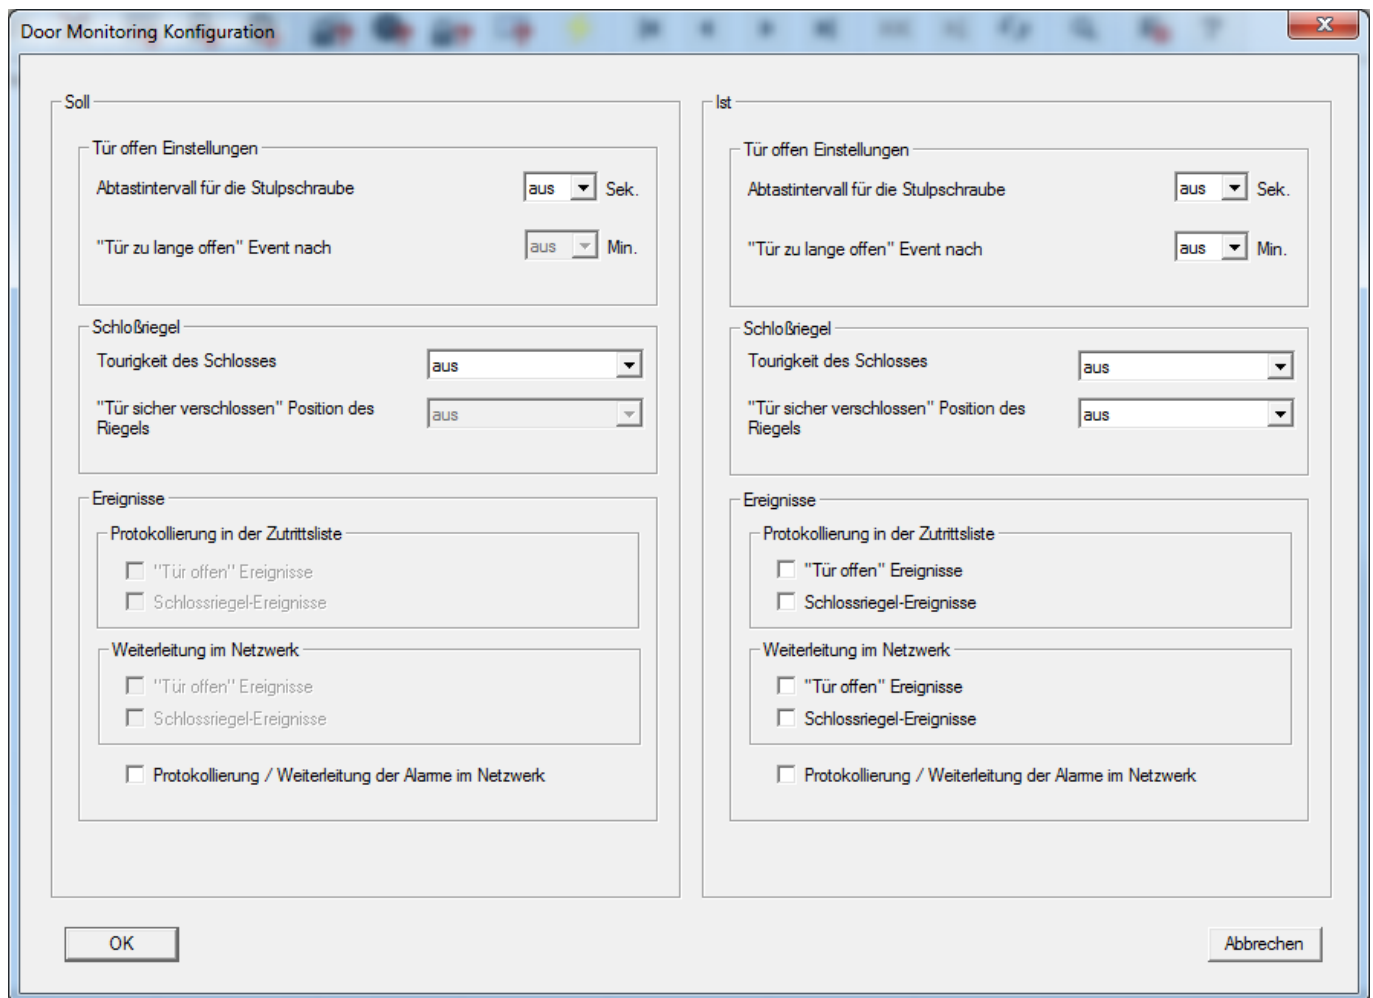 Door Monitoring Konfiguration
Soll
Tür offen Einstellungen
Abtastintervall für die Stulpschraube aus Sek.
"Tür zu lange offen" Event nach aus Min.
Schloßriegel
Tourigkeit des Schlosses aus
"Tür sicher verschlossen" Position des Riegels aus
Ereignisse
Protokollierung in der Zutrittsliste
"Tür offen" Ereignisse
Schlossriegel-Ereignisse
Weiterleitung im Netzwerk
"Tür offen" Ereignisse
Schlossriegel-Ereignisse
Protokollierung / Weiterleitung der Alarme im Netzwerk
Ist
Tür offen Einstellungen
Abtastintervall für die Stulpschraube aus Sek.
"Tür zu lange offen" Event nach aus Min.
Schloßriegel
Tourigkeit des Schlosses aus
"Tür sicher verschlossen" Position des Riegels aus
Ereignisse
Protokollierung in der Zutrittsliste
"Tür offen" Ereignisse
Schlossriegel-Ereignisse
Weiterleitung im Netzwerk
"Tür offen" Ereignisse
Schlossriegel-Ereignisse
Protokollierung / Weiterleitung der Alarme im Netzwerk
OK
Abbrechen